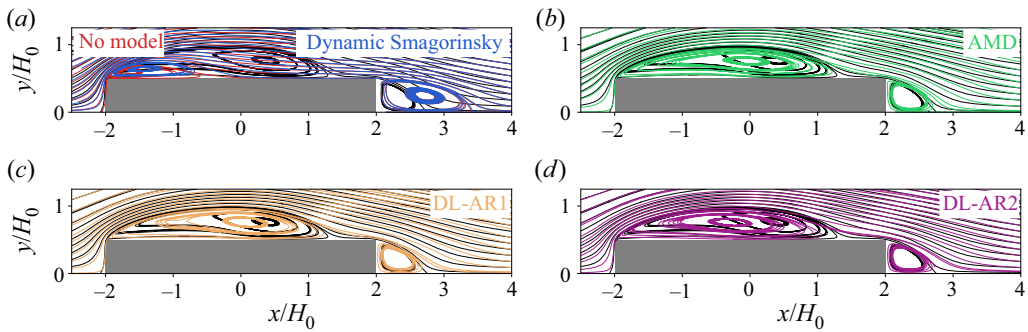 (a)
No model
Dynamic Smagorinsky
y/H₀
1
0
–2 –1 0 1 2 3 4
(b)
AMD
1
0
–2 –1 0 1 2 3 4
(c)
DL-AR1
y/H₀
1
0
–2 –1 0 1 2 3 4
x/H₀
(d)
DL-AR2
1
0
–2 –1 0 1 2 3 4
x/H₀